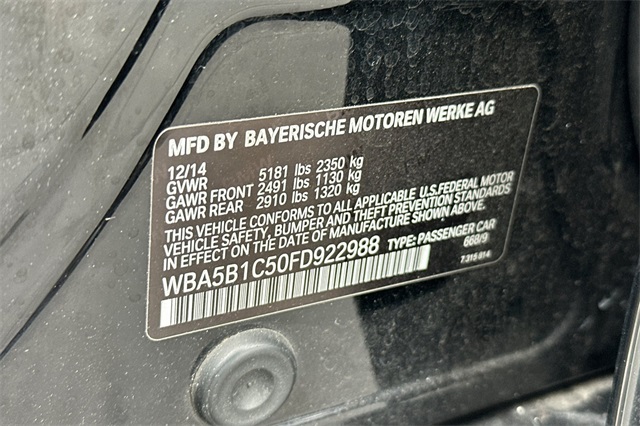 MFD BY BAYERISCHE MOTOREN WERKE AG
12/14
GVWR 5181 lbs 2350 kg
GAWR FRONT 2491 lbs 1130 kg
GAWR REAR 2910 lbs 1320 kg
THIS VEHICLE CONFORMS TO ALL APPLICABLE U.S. FEDERAL MOTOR
VEHICLE SAFETY, BUMPER AND THEFT PREVENTION STANDARDS
IN EFFECT ON THE DATE OF MANUFACTURE SHOWN ABOVE.
WBA5B1C50FD922988 TYPE: PASSENGER CAR
668/9
7 315 814